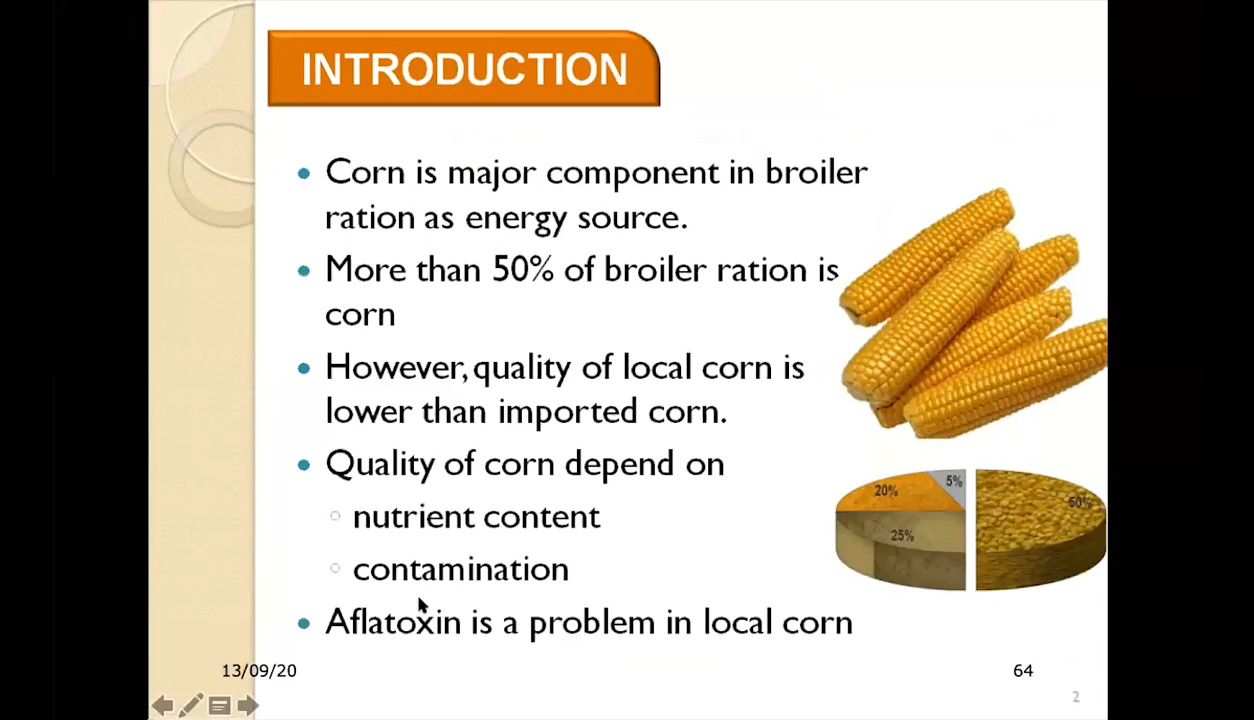 INTRODUCTION
Corn is major component in broiler
ration as energy source.
More than 50% of broiler ration is
corn
However, quality of local corn is
lower than imported corn.
Quality of corn depend on
nutrient content
contamination
Aflatoxin is a problem in local corn
20%
5%
25%
50%
13/09/20
64
2